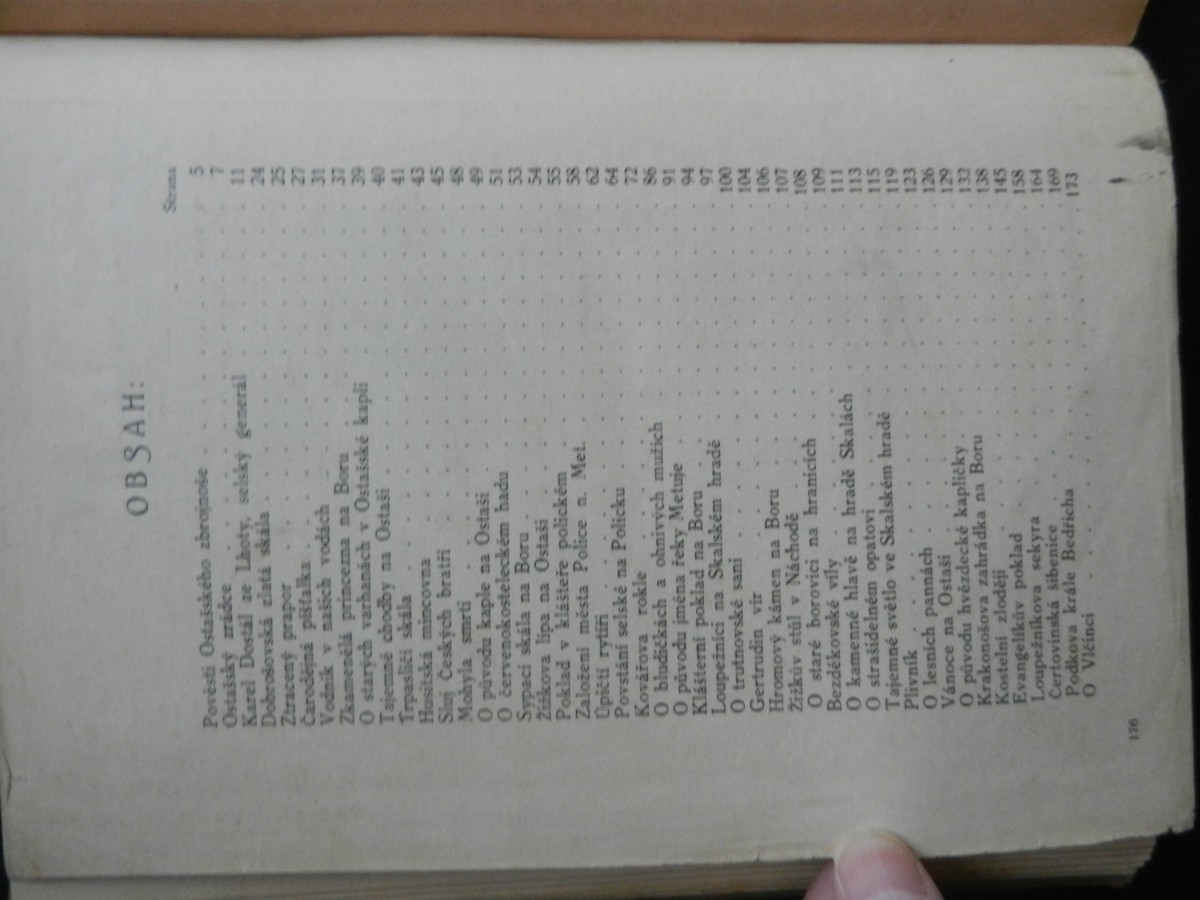 OBSAH:
Strana
Pověsti Ostašského zbrojnoše . . . . . 5
Ostašský zrádce . . . . . 7
Karel Dostál ze Lhoty, selský generál . . . . . 11
Dobrošovská zlatá skála . . . . . 24
Ztracený prapor . . . . . 25
Čarodějná píšťalka . . . . . 27
Vodník v našich vodách . . . . . 31
Zkamenělá princezna na Boru . . . . . 37
O starých varhanách v Ostašské kapli . . . . . 39
Tajemné chodby na Ostaši . . . . . 40
Trpasličí skála . . . . . 41
Husitská mincovna . . . . . 43
Sluj Českých bratří . . . . . 45
Mohyla smrti . . . . . 48
O původu kaple na Ostaši . . . . . 49
O červenokosteleckém hadu . . . . . 51
Sypací skála na Boru . . . . . 53
Žižkova lípa na Ostaši . . . . . 54
Poklad v klášteře polickém . . . . . 55
Založení města Police n. Met. . . . . . 58
Úpičtí rytíři . . . . . 62
Povstání selské na Policku . . . . . 64
Kovářova rokle . . . . . 72
O bludičkách a ohnivých mužích . . . . . 86
O původu jména řeky Metuje . . . . . 91
Klášterní poklad na Boru . . . . . 94
Loupežníci na Skalském hradě . . . . . 97
O trutnovské sani . . . . . 100
Gertrudin vír . . . . . 104
Hromový kámen na Boru . . . . . 106
Žižkův stůl v Náchodě . . . . . 107
O staré borovici na hranicích . . . . . 108
Bezděkovské víly . . . . . 109
O kamenné hlavě na hradě Skalách . . . . . 111
O strašidelném opatovi . . . . . 113
Tajemné světlo ve Skalském hradě . . . . . 115
Plivník . . . . . 119
O lesních pannách . . . . . 123
Vánoce na Ostaši . . . . . 126
O původu hvězdecké kapličky . . . . . 129
Krakonošova zahrádka na Boru . . . . . 132
Kostelní zloději . . . . . 138
Evangelíkův poklad . . . . . 145
Loupežníkova sekyra . . . . . 158
Čertovinská šibenice . . . . . 164
Podkova krále Bedřicha . . . . . 169
O Vlčinci . . . . . 173
176